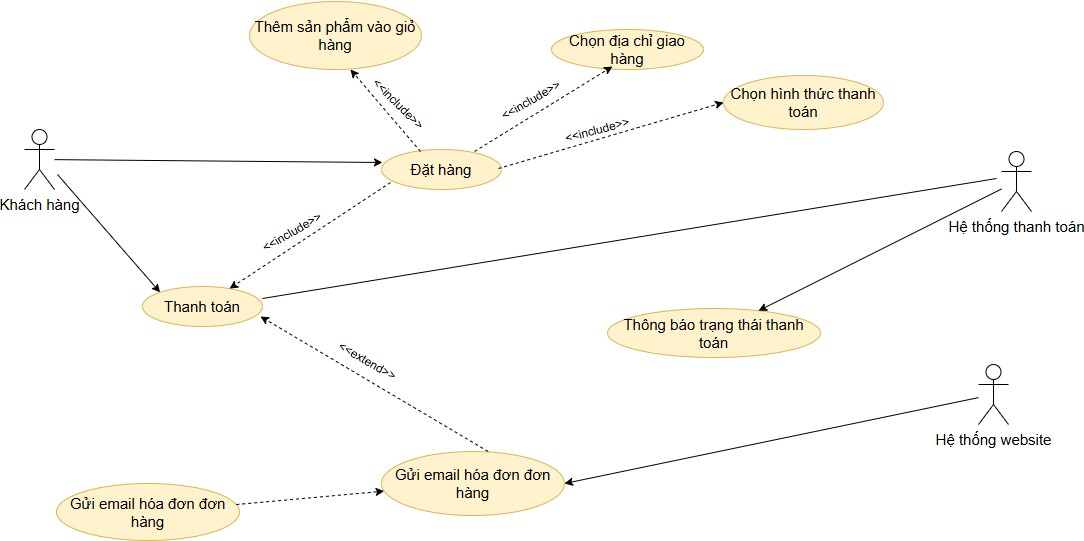 Thêm sản phẩm vào giỏ
hàng
Chọn địa chỉ giao
hàng
Chọn hình thức thanh
toán
<<include>>
<<include>>
<<include>>
Đặt hàng
Khách hàng
Hệ thống thanh toán
<<include>>
Thanh toán
Thông báo trạng thái thanh
toán
<<extend>>
Hệ thống website
Gửi email hóa đơn đơn
hàng
Gửi email hóa đơn đơn
hàng